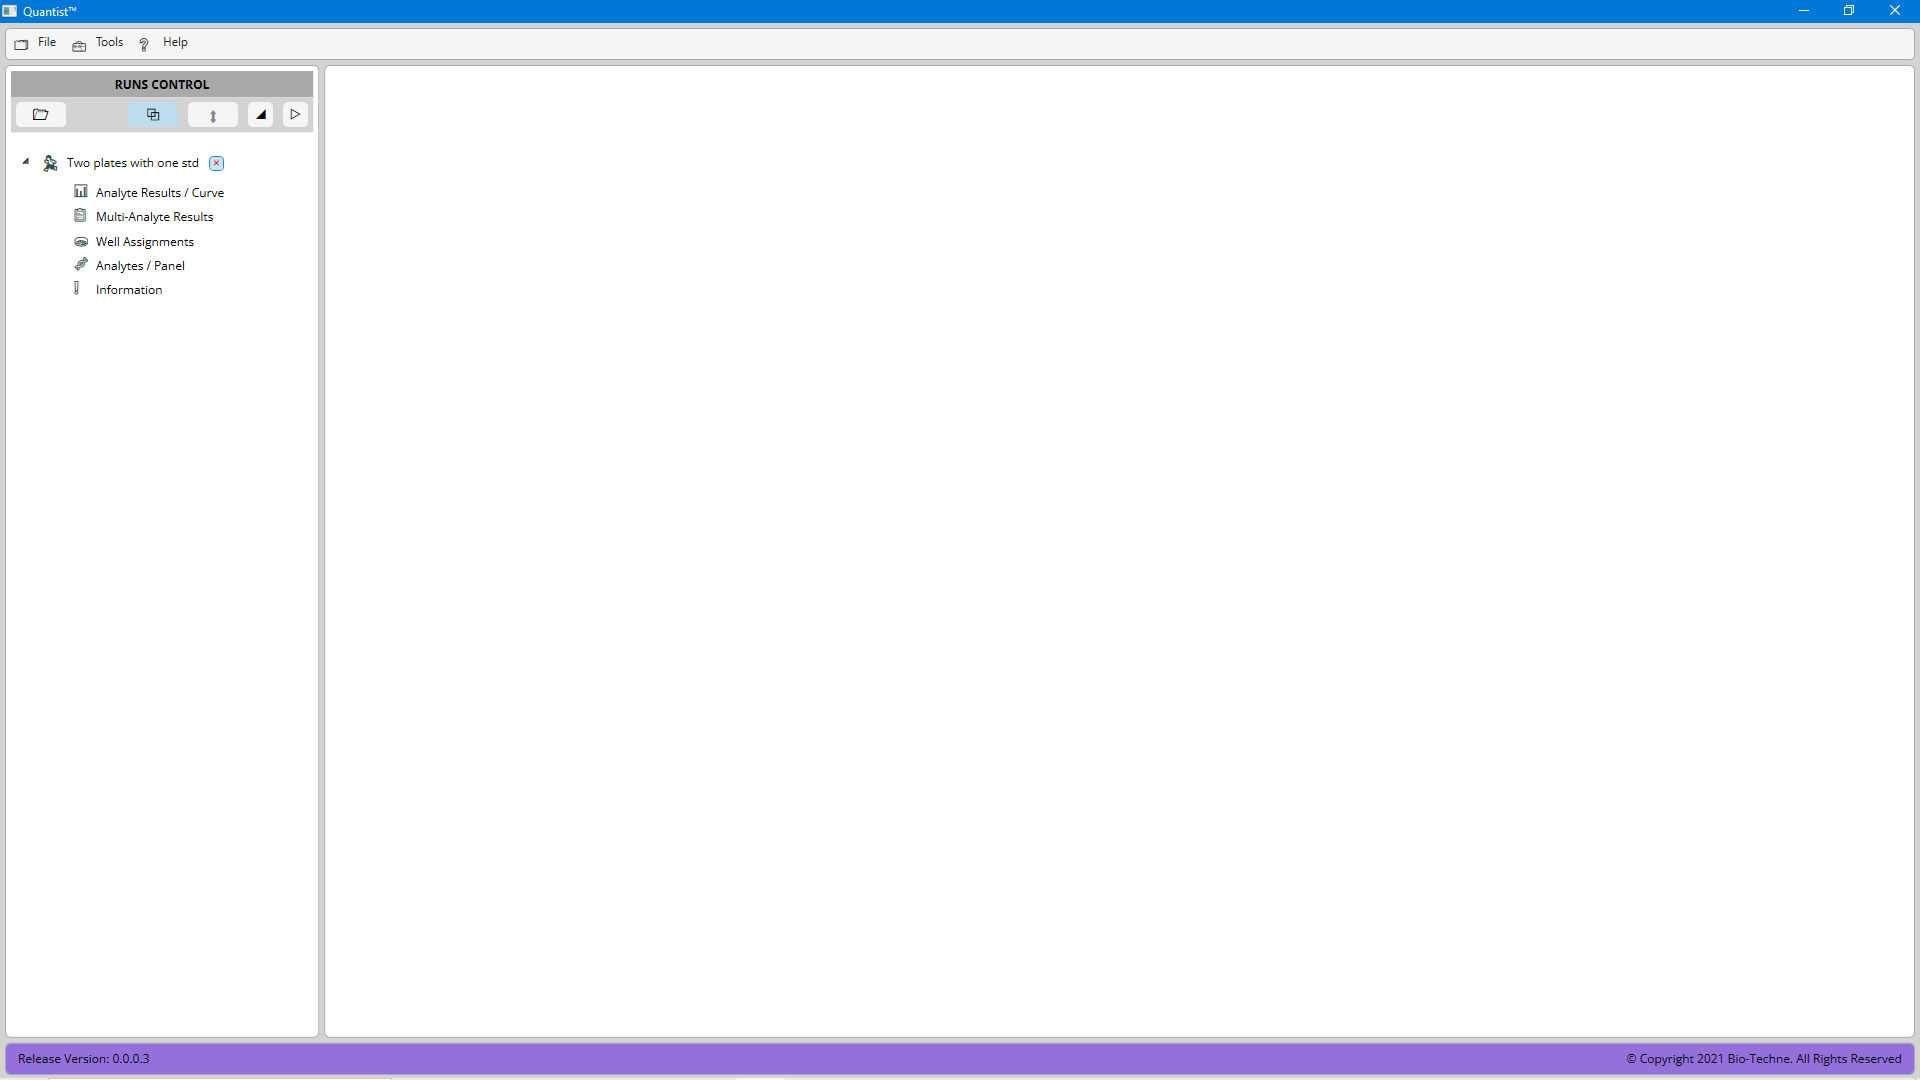 Quantist™
File Tools Help
RUNS CONTROL
Two plates with one std
Analyte Results / Curve
Multi-Analyte Results
Well Assignments
Analytes / Panel
Information
Release Version: 0.0.0.3
© Copyright 2021 Bio-Techne. All Rights Reserved